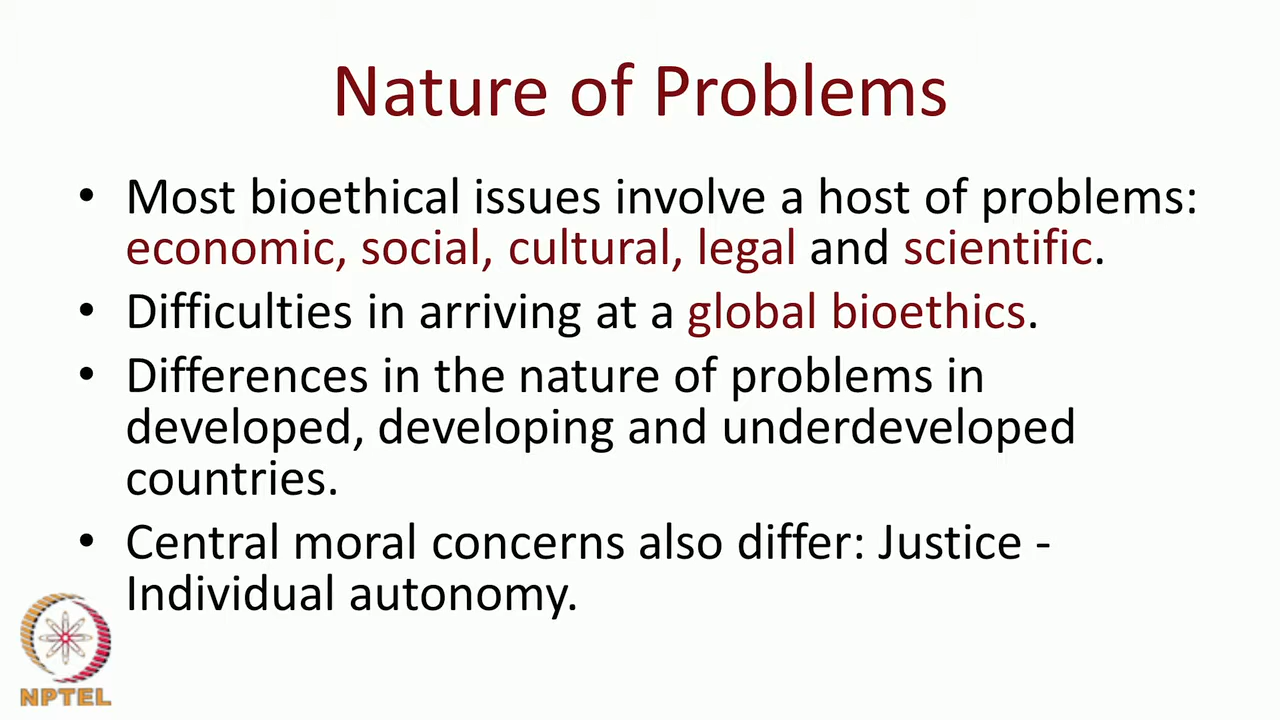 Nature of Problems
• Most bioethical issues involve a host of problems:
economic, social, cultural, legal and scientific.
• Difficulties in arriving at a global bioethics.
• Differences in the nature of problems in
developed, developing and underdeveloped
countries.
• Central moral concerns also differ: Justice -
Individual autonomy.
NPTEL